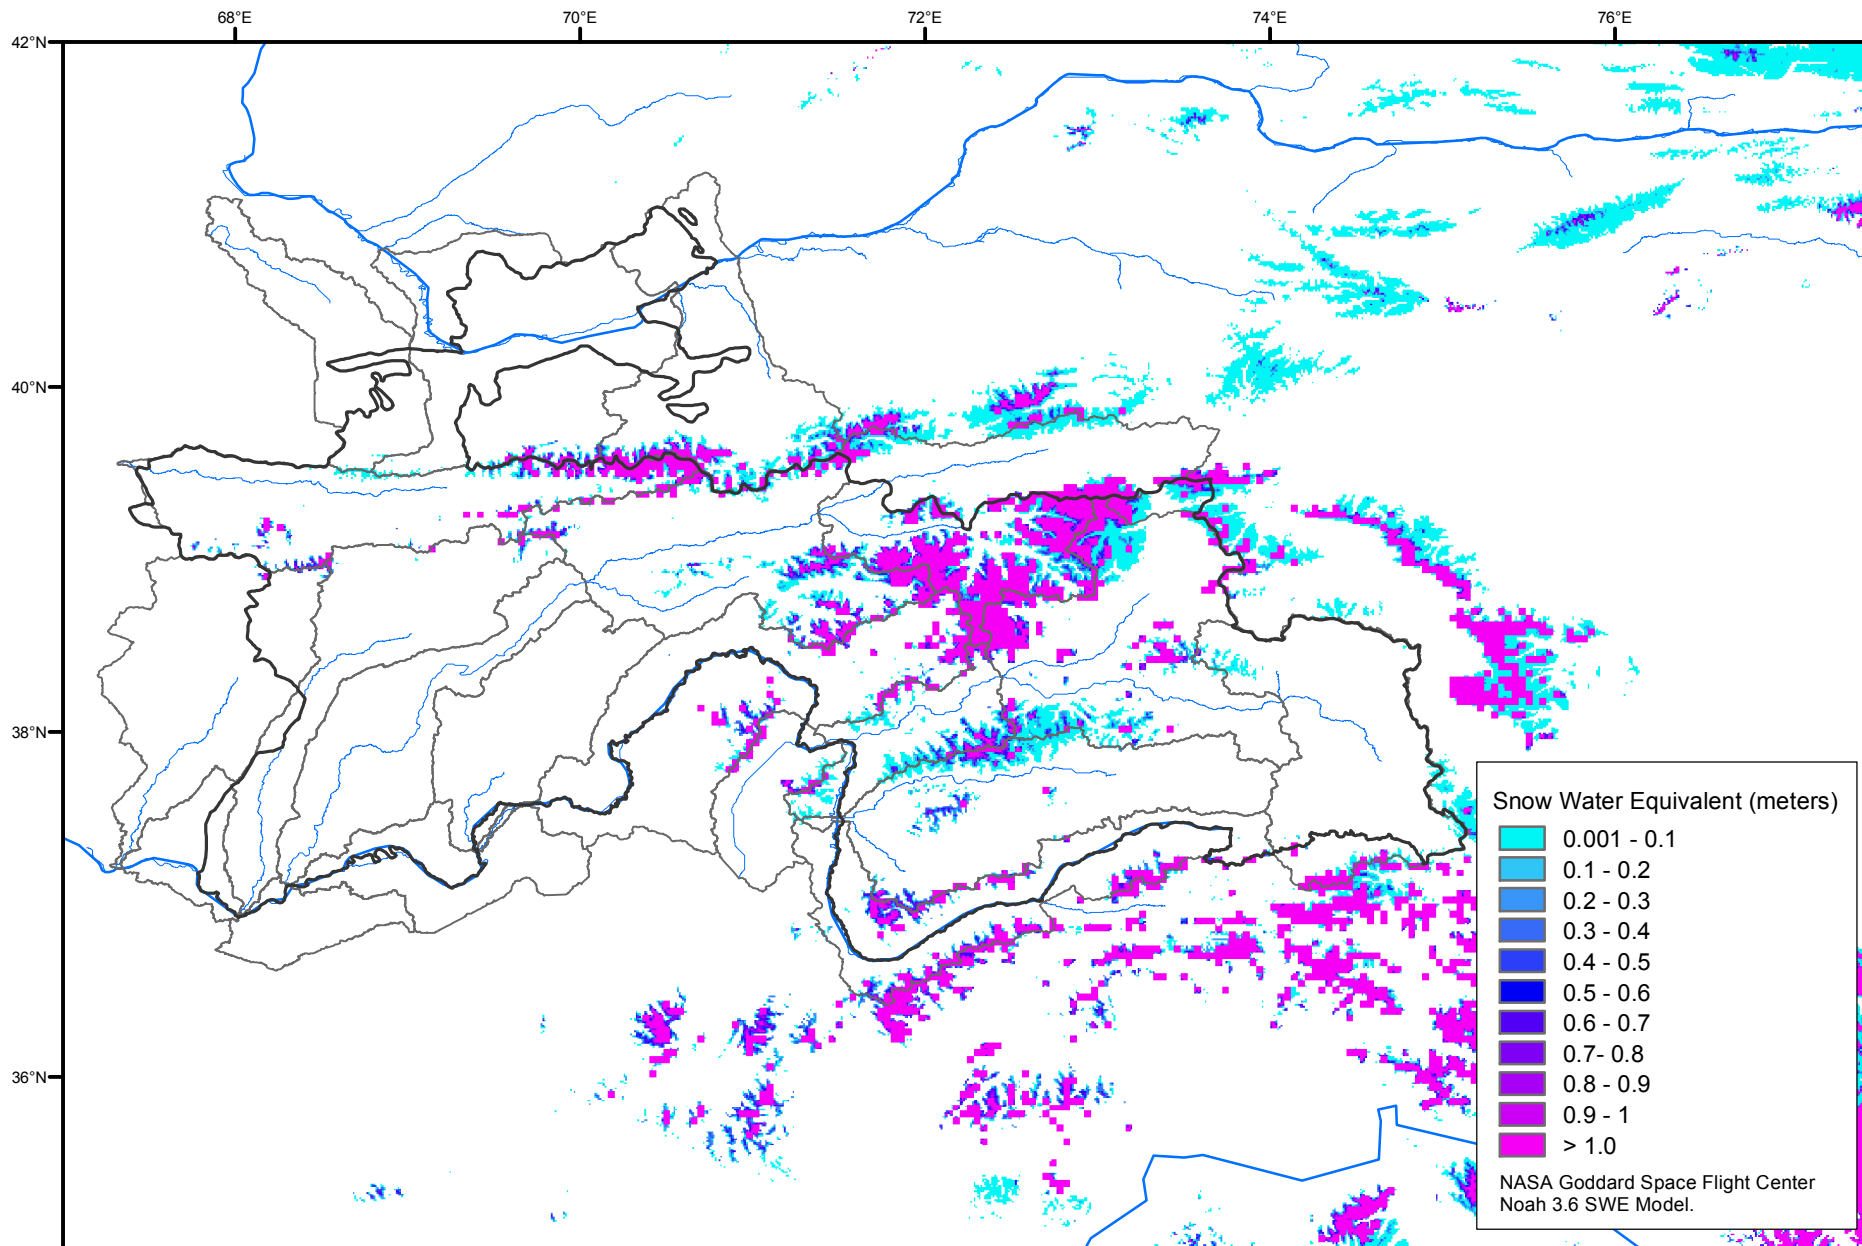 68°E 70°E 72°E 74°E 76°E
42°N
40°N
38°N
36°N
Snow Water Equivalent (meters)
0.001 - 0.1
0.1 - 0.2
0.2 - 0.3
0.3 - 0.4
0.4 - 0.5
0.5 - 0.6
0.6 - 0.7
0.7- 0.8
0.8 - 0.9
0.9 - 1
> 1.0
NASA Goddard Space Flight Center
Noah 3.6 SWE Model.